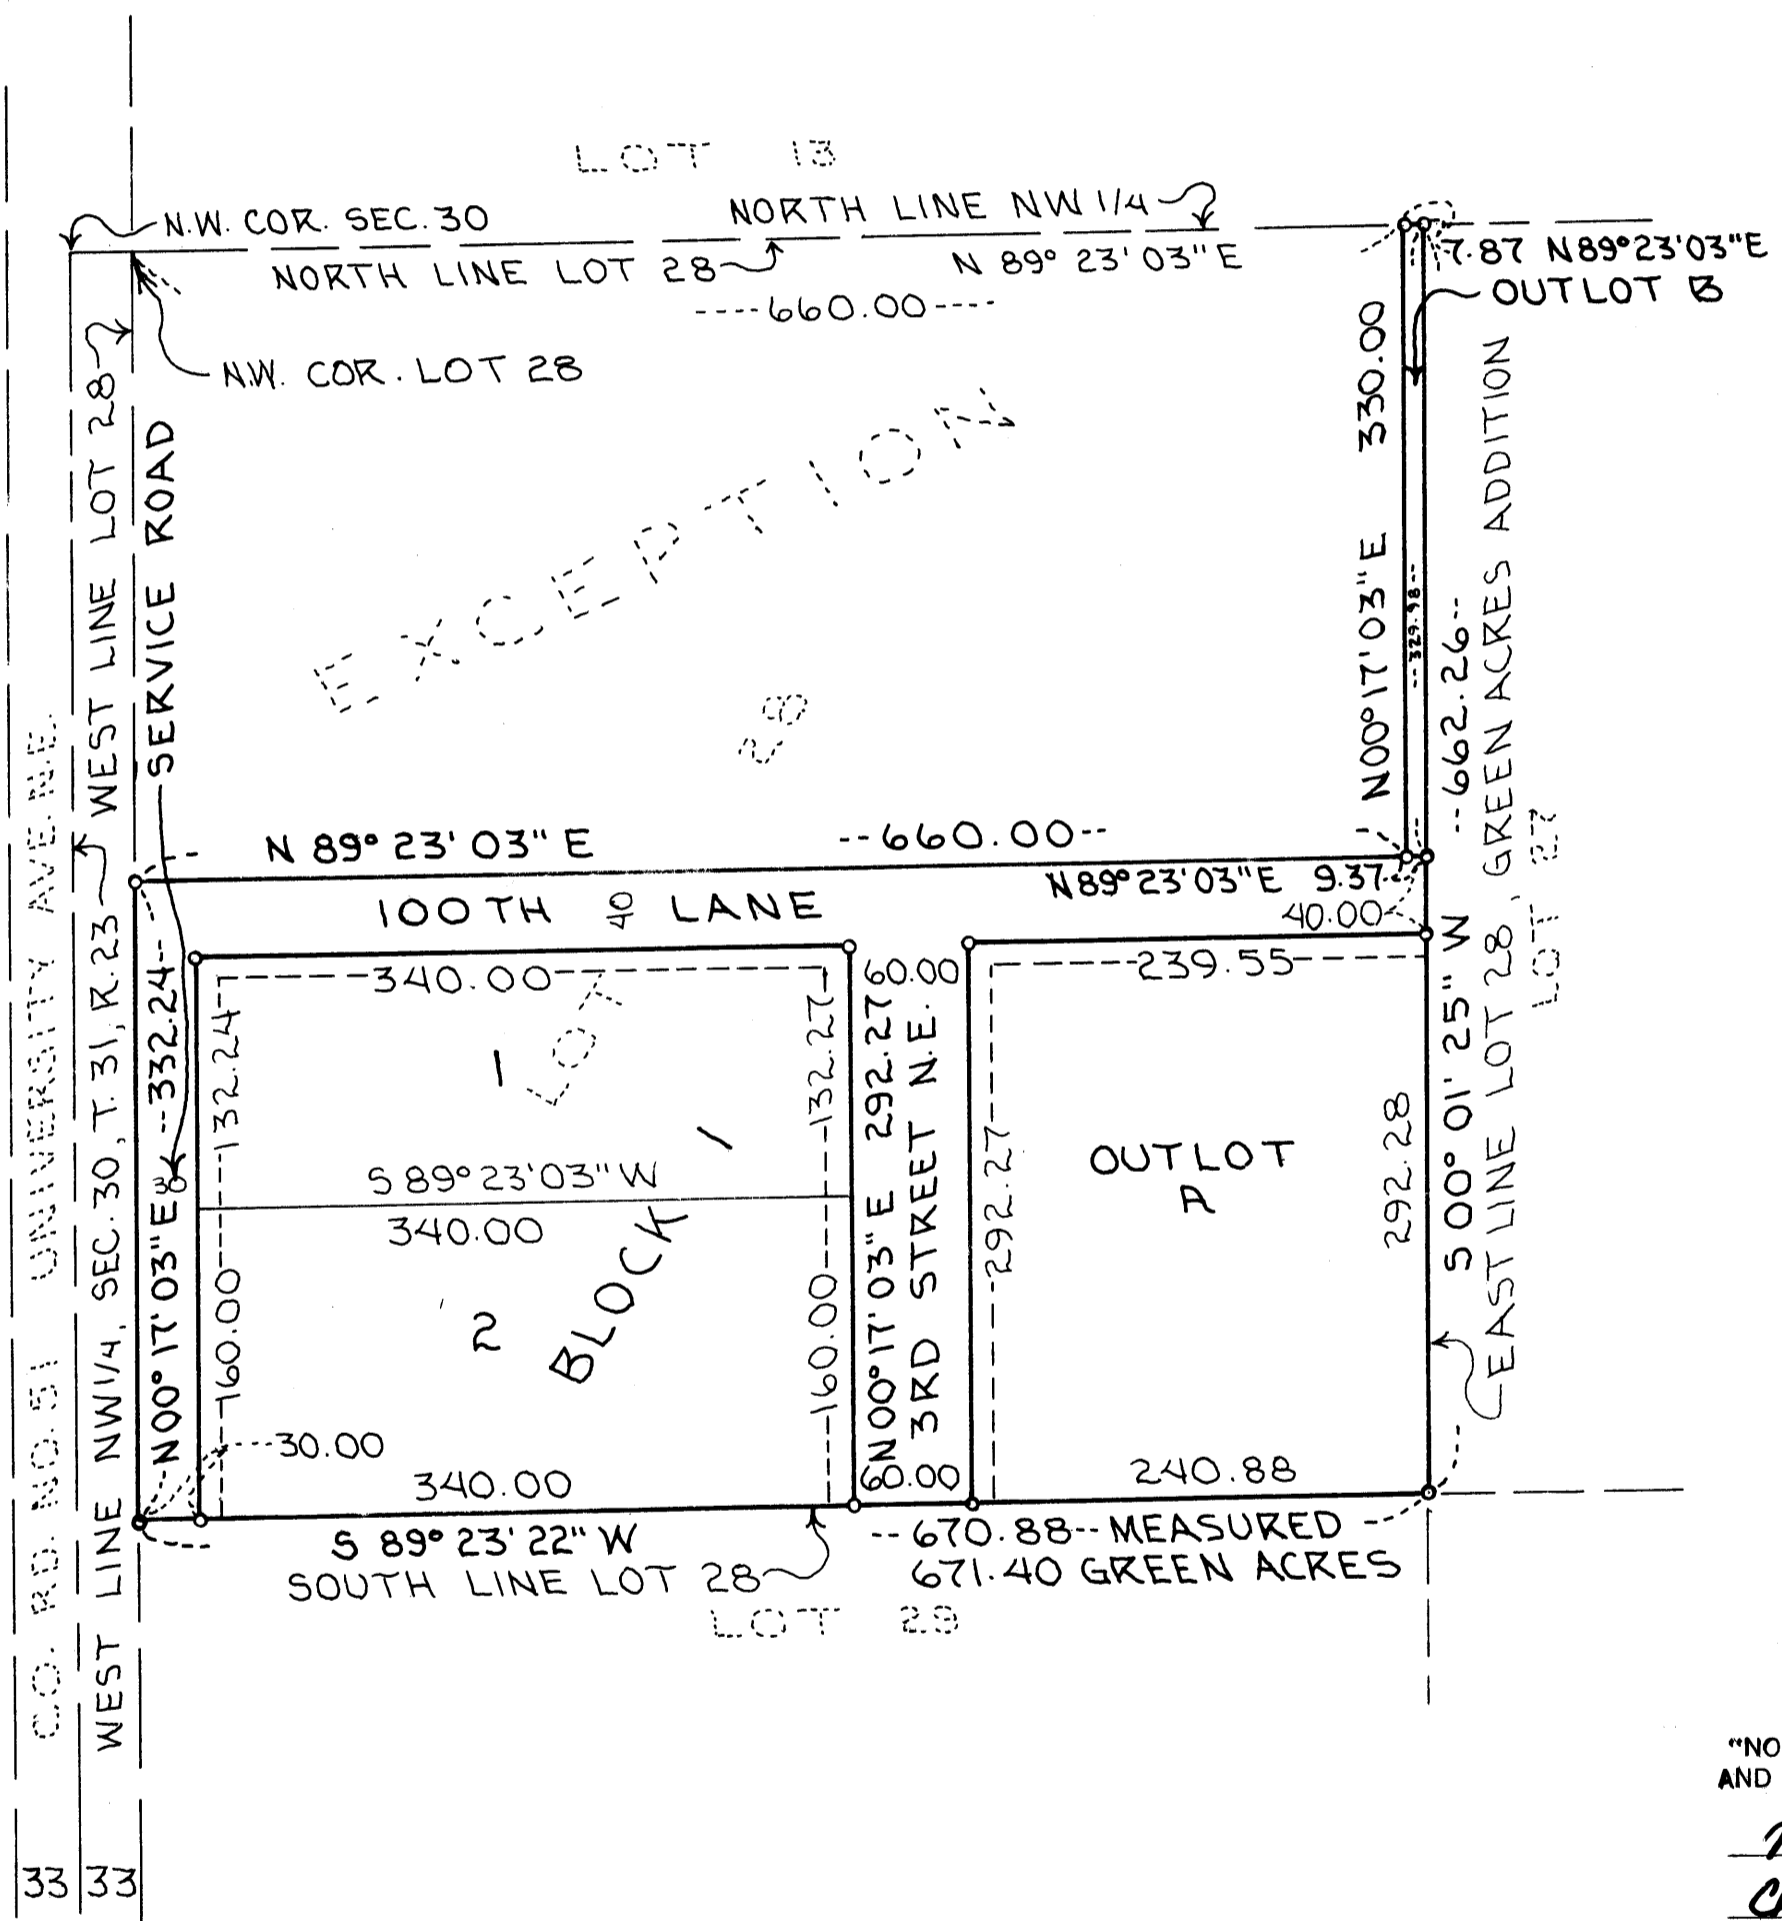 LOT 13
N.W. COR. SEC. 30
NORTH LINE NW 1/4
NORTH LINE LOT 28
N 89° 23' 03" E
7.87 N89°23'03"E
----660.00----
OUTLOT B
N.W. COR. LOT 28
WEST LINE LOT 28
SERVICE ROAD
EXCEPTION
28
N00°17'03"E 330.00
--329.98--
--662.26--
EAST LINE LOT 28, GREEN ACRES ADDITION
LOT 27
CO. RD. NO. 51 UNIVERSITY AVE. N.E.
WEST LINE NW1/4, SEC. 30, T. 31, R. 23
N 89° 23' 03" E
--660.00--
N89°23'03"E 9.37
100TH 40 LANE
40.00
N00°17'03"E --332.24--
30
340.00
60.00
239.55
132.24
1
LOT
132.27
N00°17'03"E 292.27
3RD STREET N.E.
292.27
OUTLOT
A
292.28
S 00° 01' 25" W
S 89° 23' 03" W
340.00
BLOCK 1
2
160.00
160.00
30.00
340.00
60.00
240.88
S 89° 23' 22" W
--670.88-- MEASURED
SOUTH LINE LOT 28
671.40 GREEN ACRES
LOT 29
"NO
AND
33 33